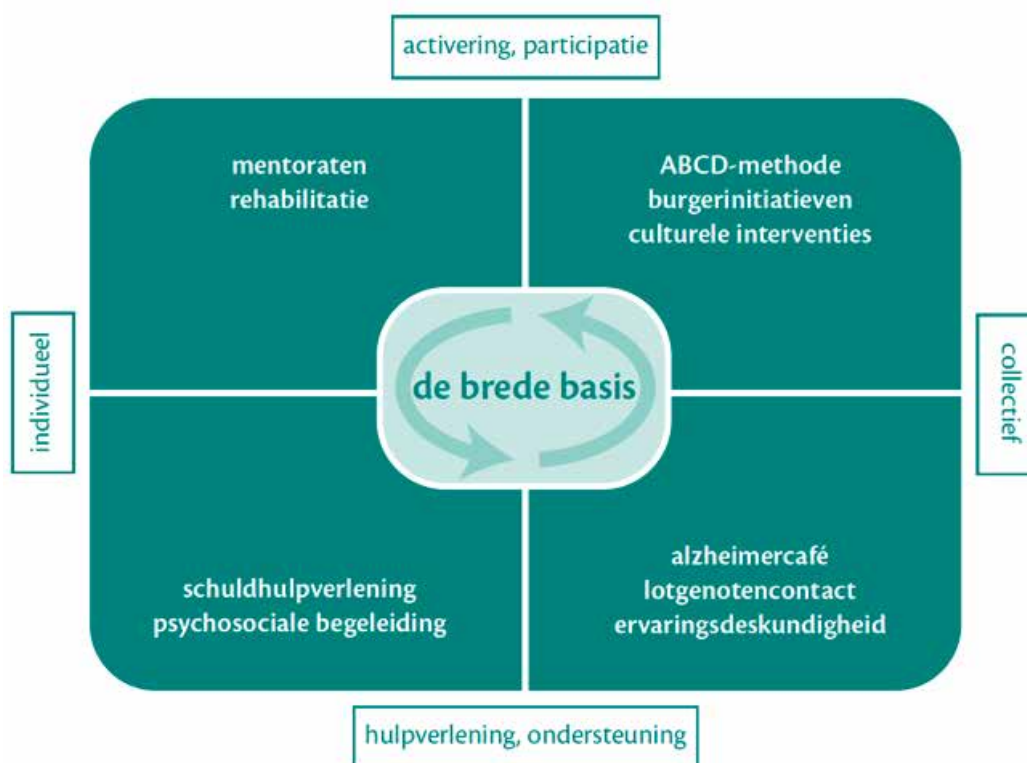 activering, participatie
mentoraten
rehabilitatie
ABCD-methode
burgerinitiatieven
culturele interventies
individueel
de brede basis
collectief
schuldhulpverlening
psychosociale begeleiding
alzheimercafé
lotgenotencontact
ervaringsdeskundigheid
hulpverlening, ondersteuning